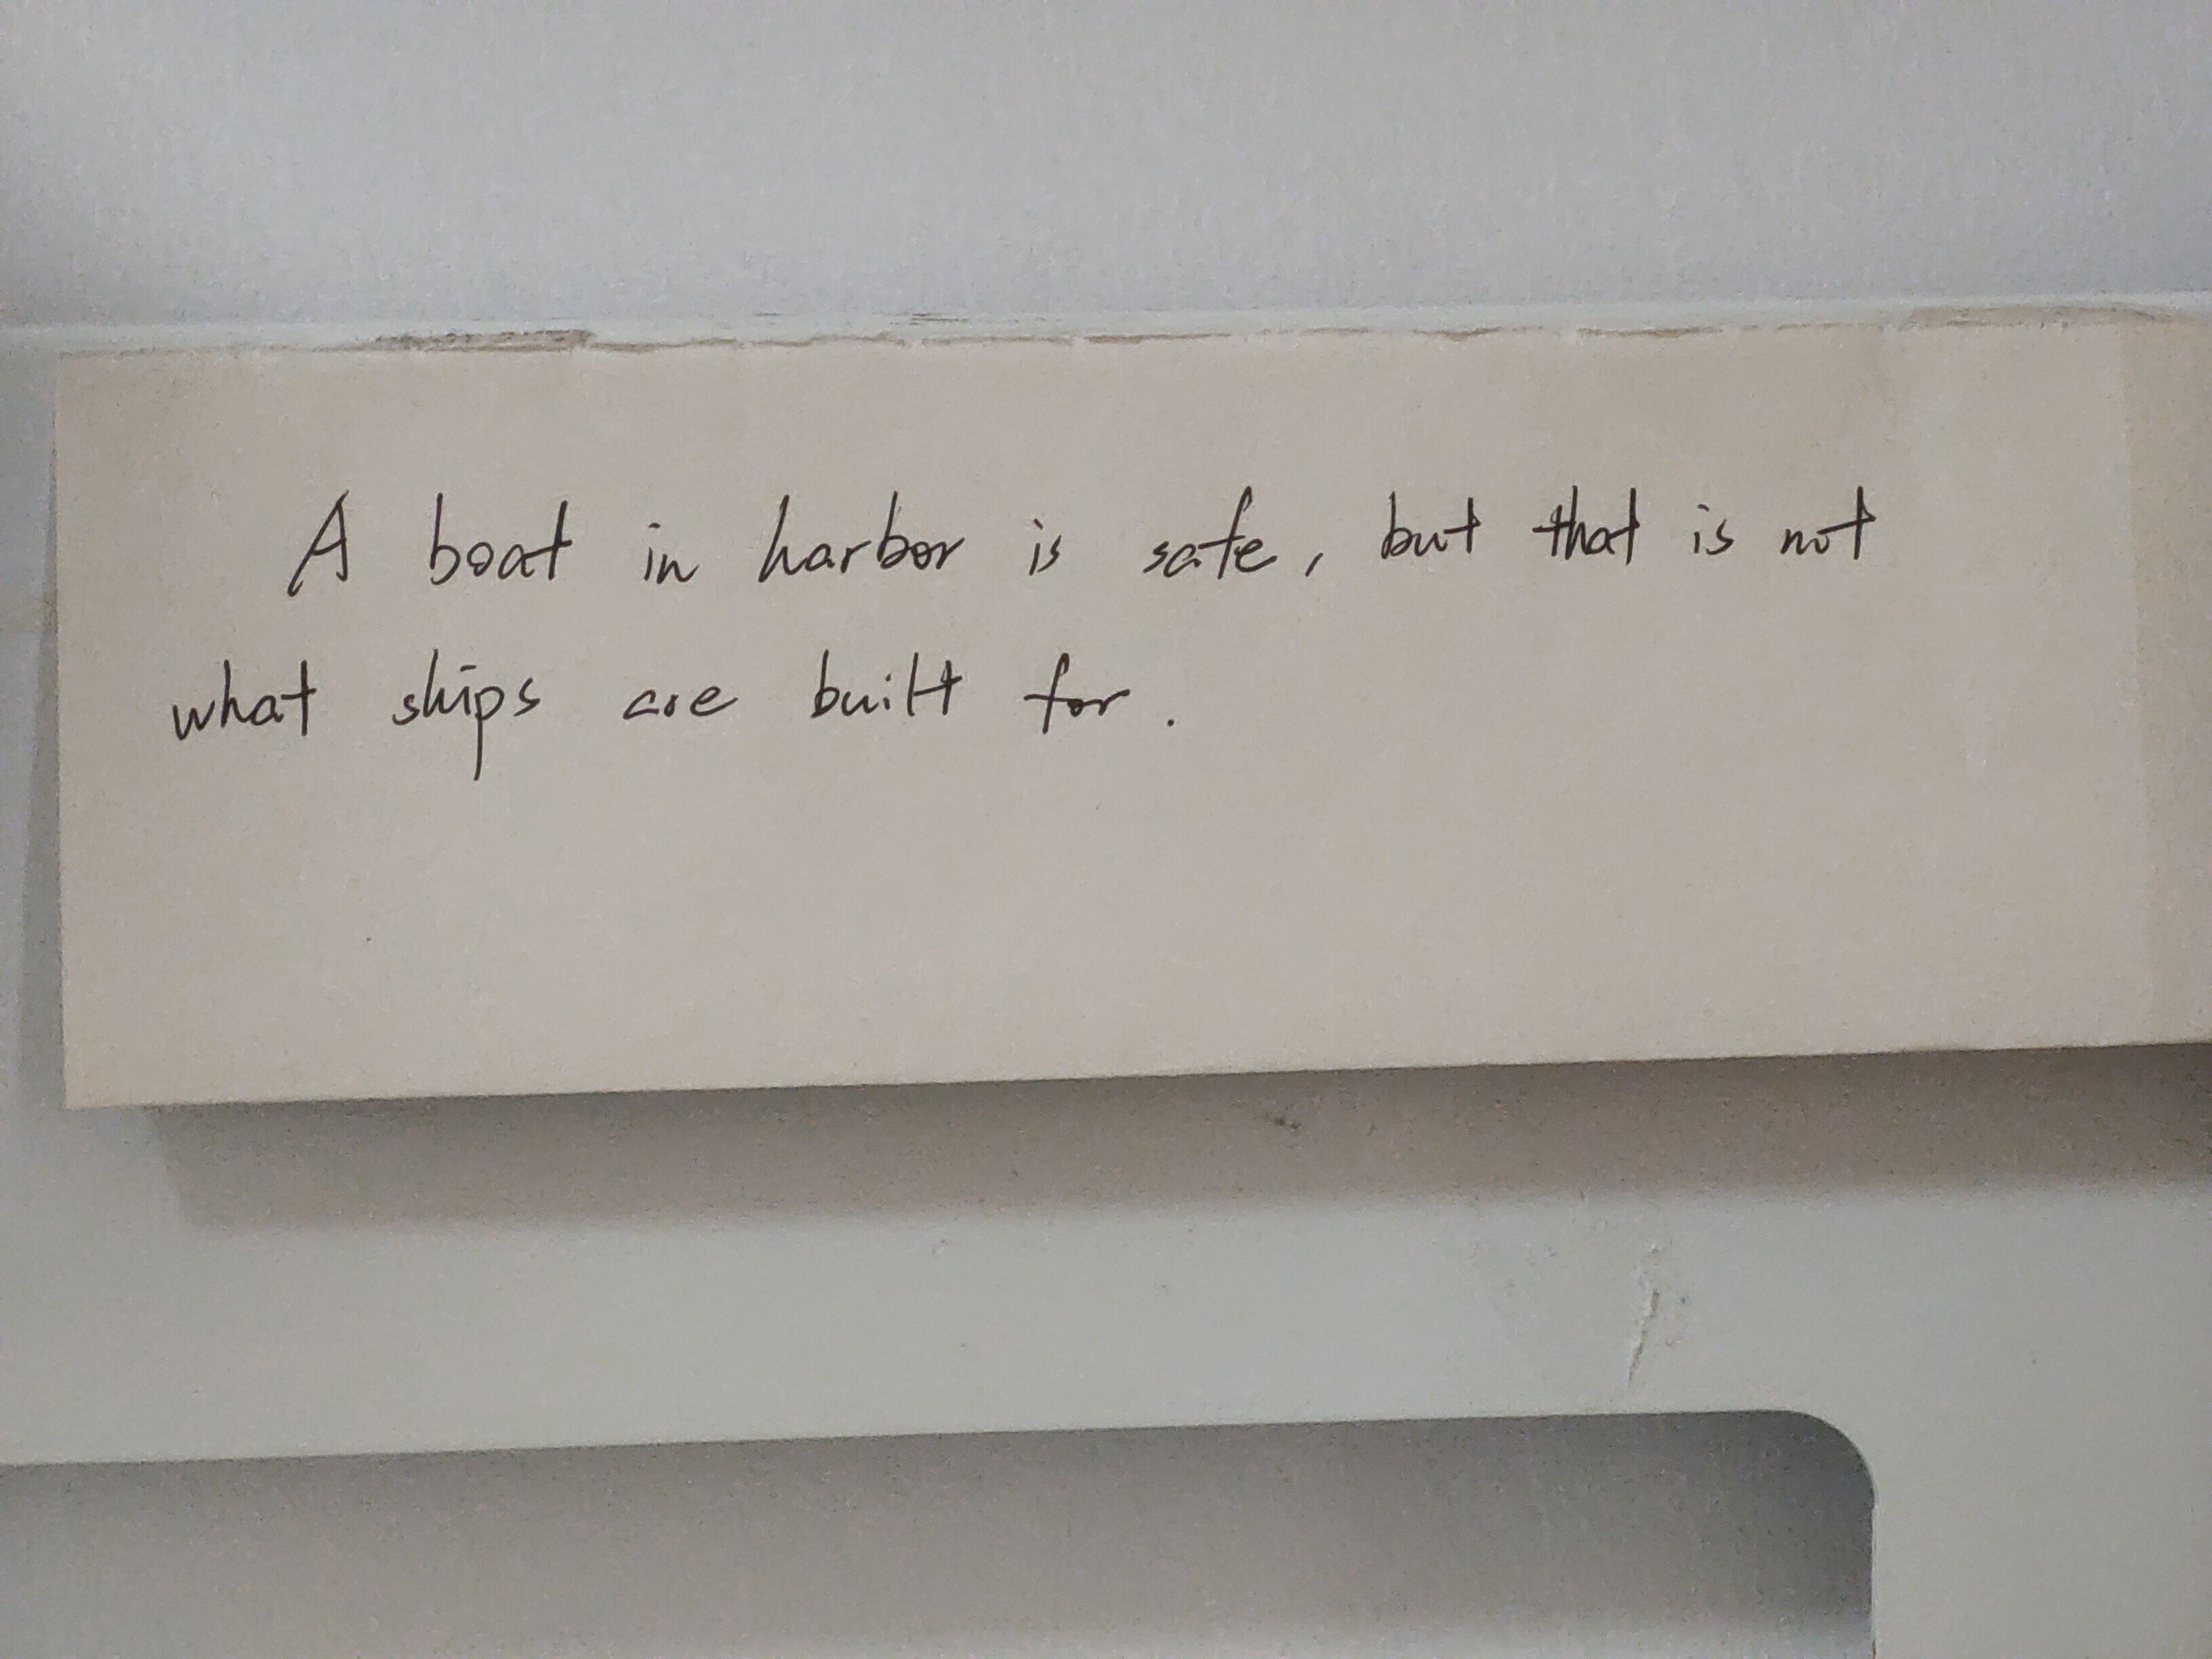 A boat in harbor is safe, but that is not
what ships are built for.